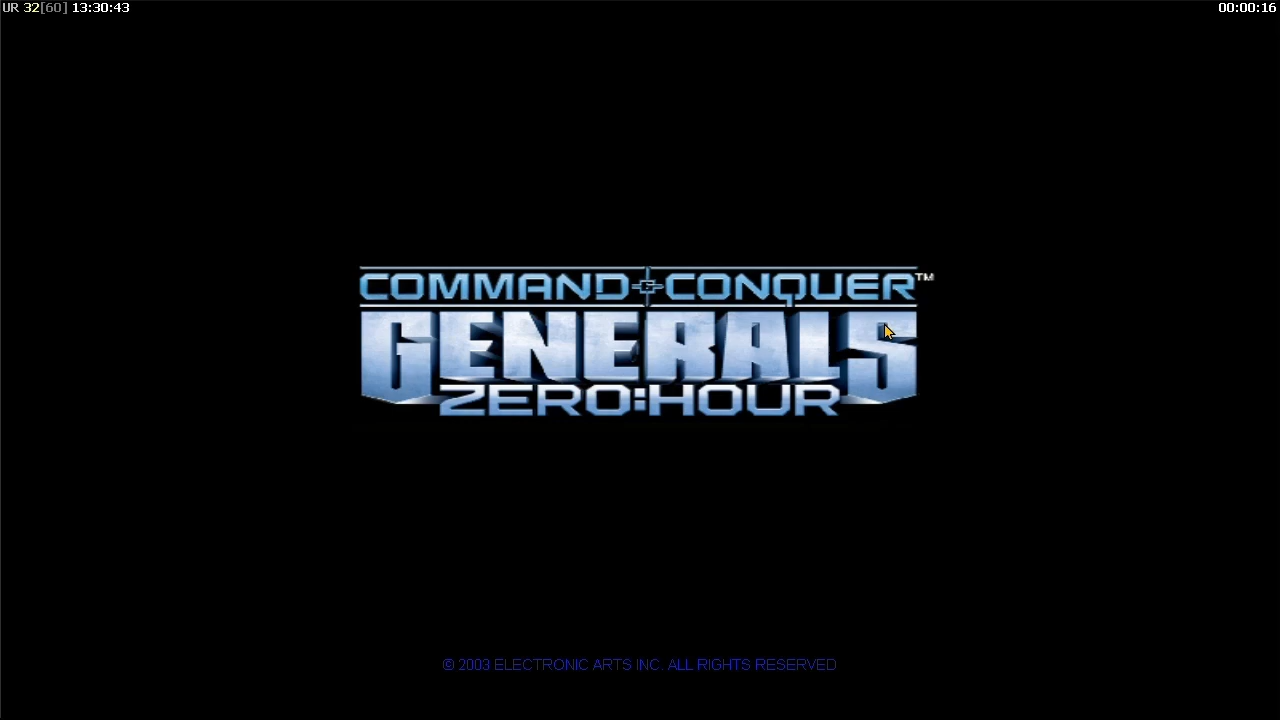 UR 32[60] 13:30:43
00:00:16
COMMAND CONQUER™
GENERALS
ZERO:HOUR
© 2003 ELECTRONIC ARTS INC. ALL RIGHTS RESERVED